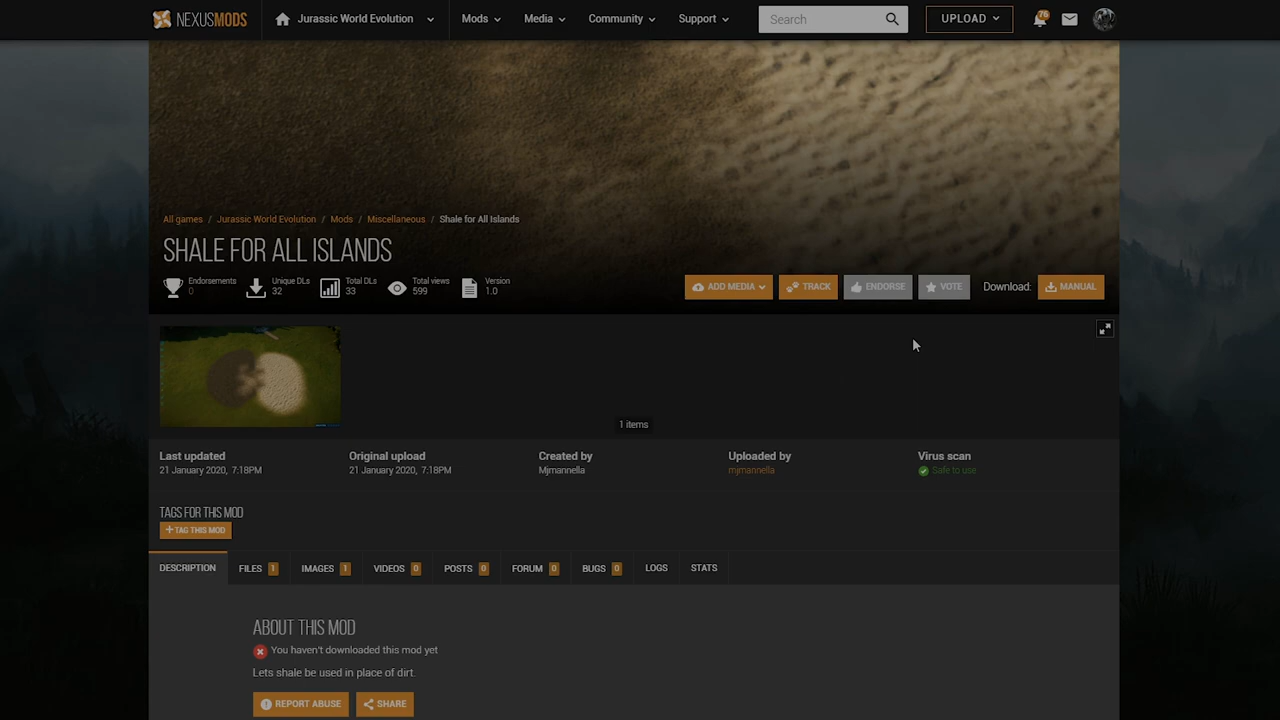 NEXUSMODS Jurassic World Evolution Mods Media Community Support Search UPLOAD 76
All games / Jurassic World Evolution / Mods / Miscellaneous / Shale for All Islands
SHALE FOR ALL ISLANDS
Endorsements Unique DLs Total DLs Total views Version
0 32 33 599 1.0
ADD MEDIA TRACK ENDORSE VOTE Download: MANUAL
1 items
Last updated Original upload Created by Uploaded by Virus scan
21 January 2020, 7:18PM 21 January 2020, 7:18PM Mjmannella mjmannella Safe to use
TAGS FOR THIS MOD
+TAG THIS MOD
DESCRIPTION FILES 1 IMAGES 1 VIDEOS 0 POSTS 0 FORUM 0 BUGS 0 LOGS STATS
ABOUT THIS MOD
You haven't downloaded this mod yet
Lets shale be used in place of dirt.
REPORT ABUSE SHARE